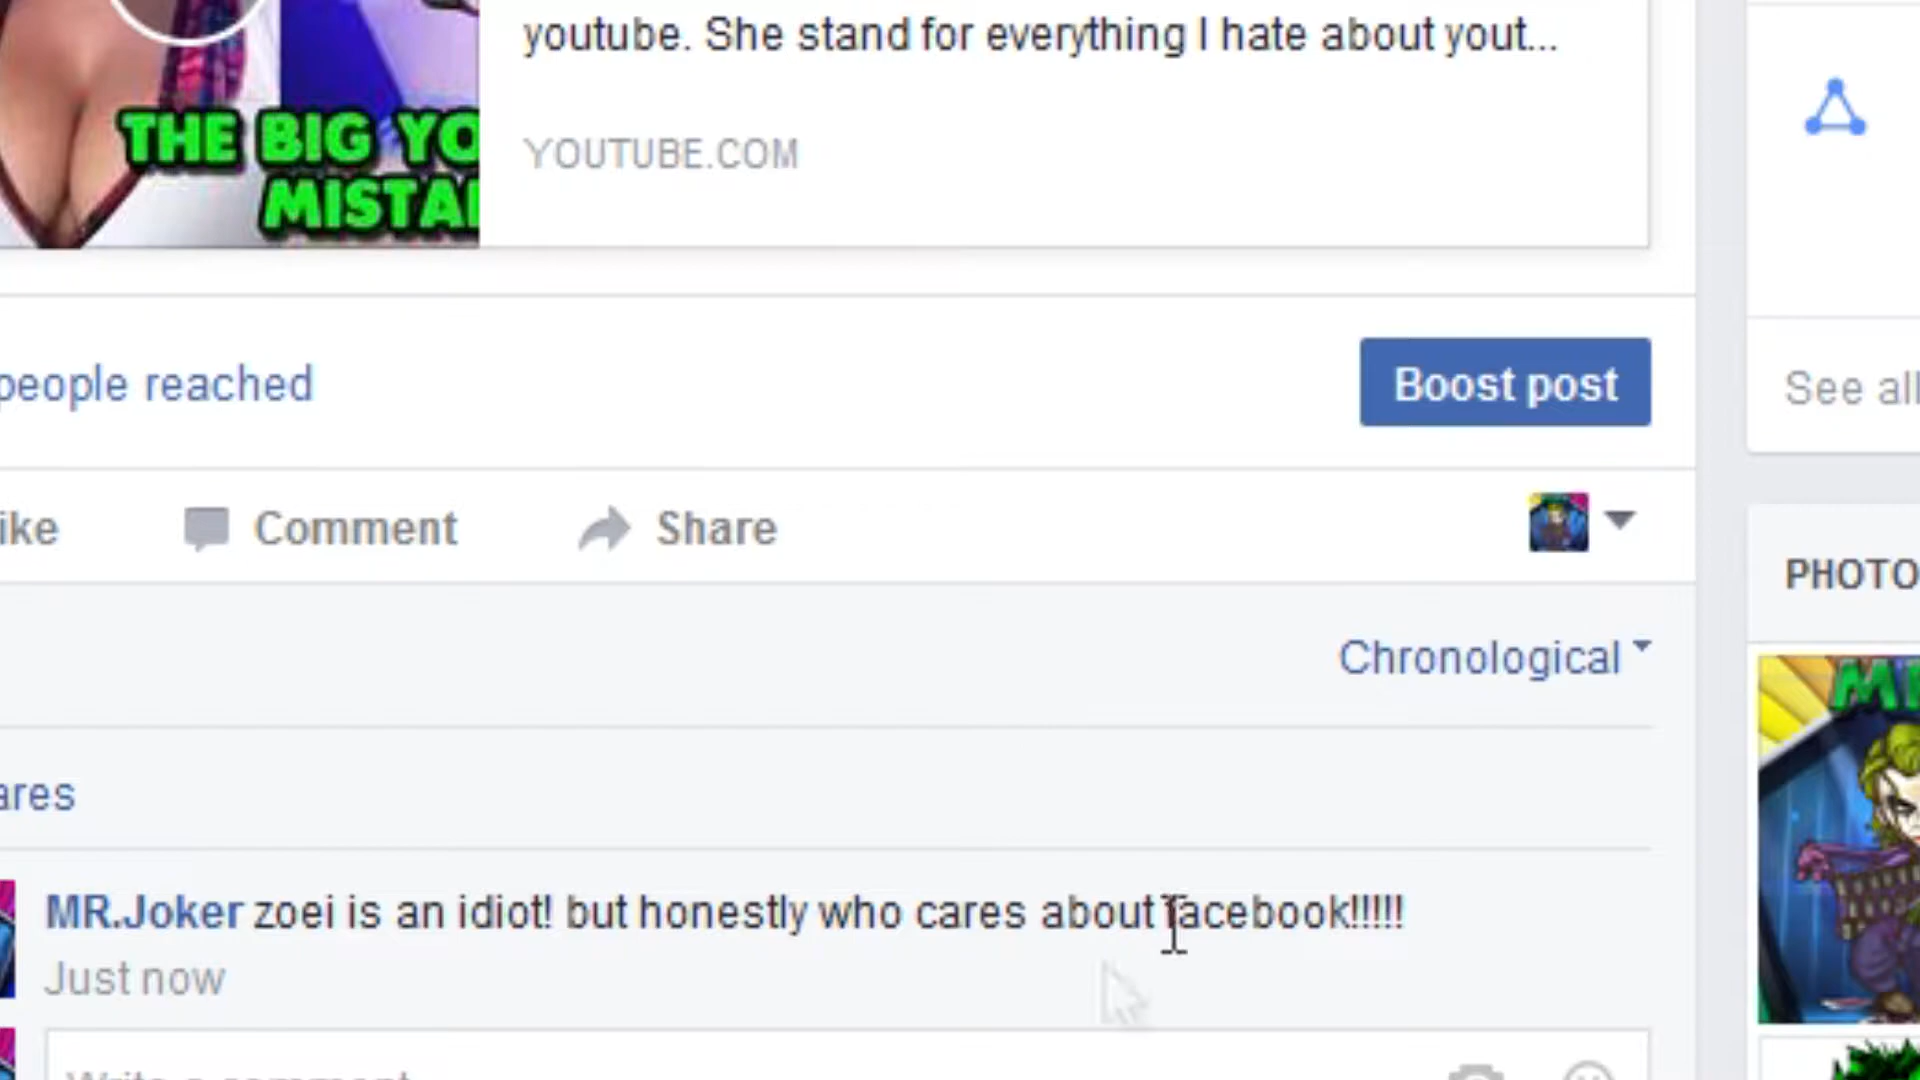 youtube. She stand for everything I hate about yout...
THE BIG YO
MISTA
YOUTUBE.COM
people reached
Boost post
See all
ike
Comment
Share
PHOTO
Chronological
ares
MR.Joker zoei is an idiot! but honestly who cares about facebook!!!!!
Just now
Write a comment